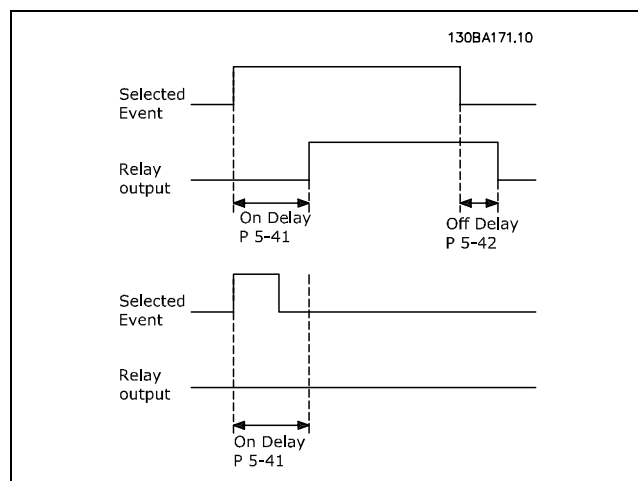 130BA171.10
Selected
Event
Relay
output
On Delay
P 5-41
Off Delay
P 5-42
Selected
Event
Relay
output
On Delay
P 5-41